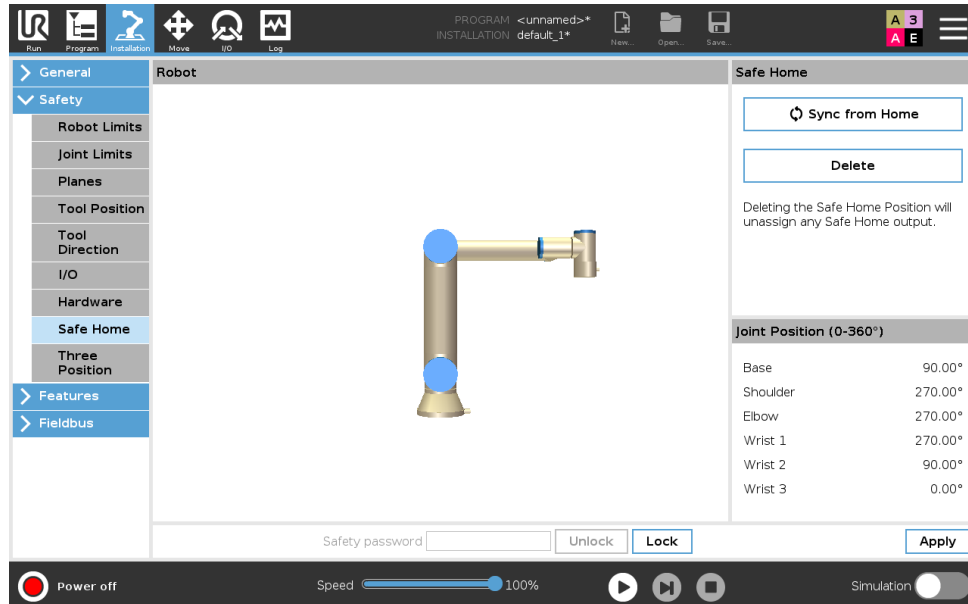 PROGRAM <unnamed>*
INSTALLATION default_1*
Run
Program
Installation
Move
I/O
Log
New...
Open...
Save...
A 3
A E
General
Safety
Robot Limits
Joint Limits
Planes
Tool Position
Tool
Direction
I/O
Hardware
Safe Home
Three
Position
Features
Fieldbus
Robot
Safe Home
Sync from Home
Delete
Deleting the Safe Home Position will
unassign any Safe Home output.
Joint Position (0-360°)
Base 90.00°
Shoulder 270.00°
Elbow 270.00°
Wrist 1 270.00°
Wrist 2 90.00°
Wrist 3 0.00°
Safety password
Unlock
Lock
Apply
Power off
Speed
100%
Simulation